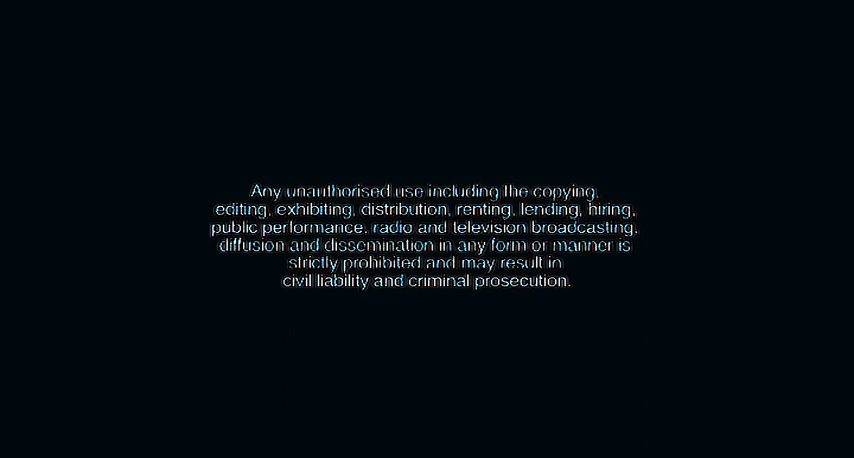 Any unauthorised use including the copying,
editing, exhibiting, distribution, renting, lending, hiring,
public performance, radio and television broadcasting,
diffusion and dissemination in any form or manner is
strictly prohibited and may result in
civil liability and criminal prosecution.